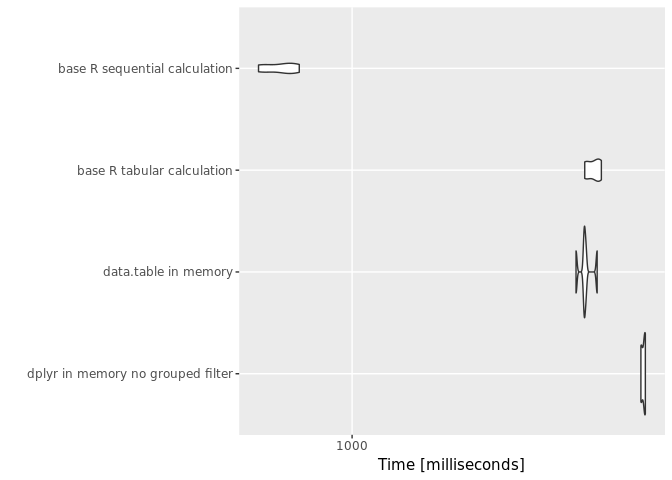 base R sequential calculation
base R tabular calculation
data.table in memory
dplyr in memory no grouped filter
1000
Time [milliseconds]